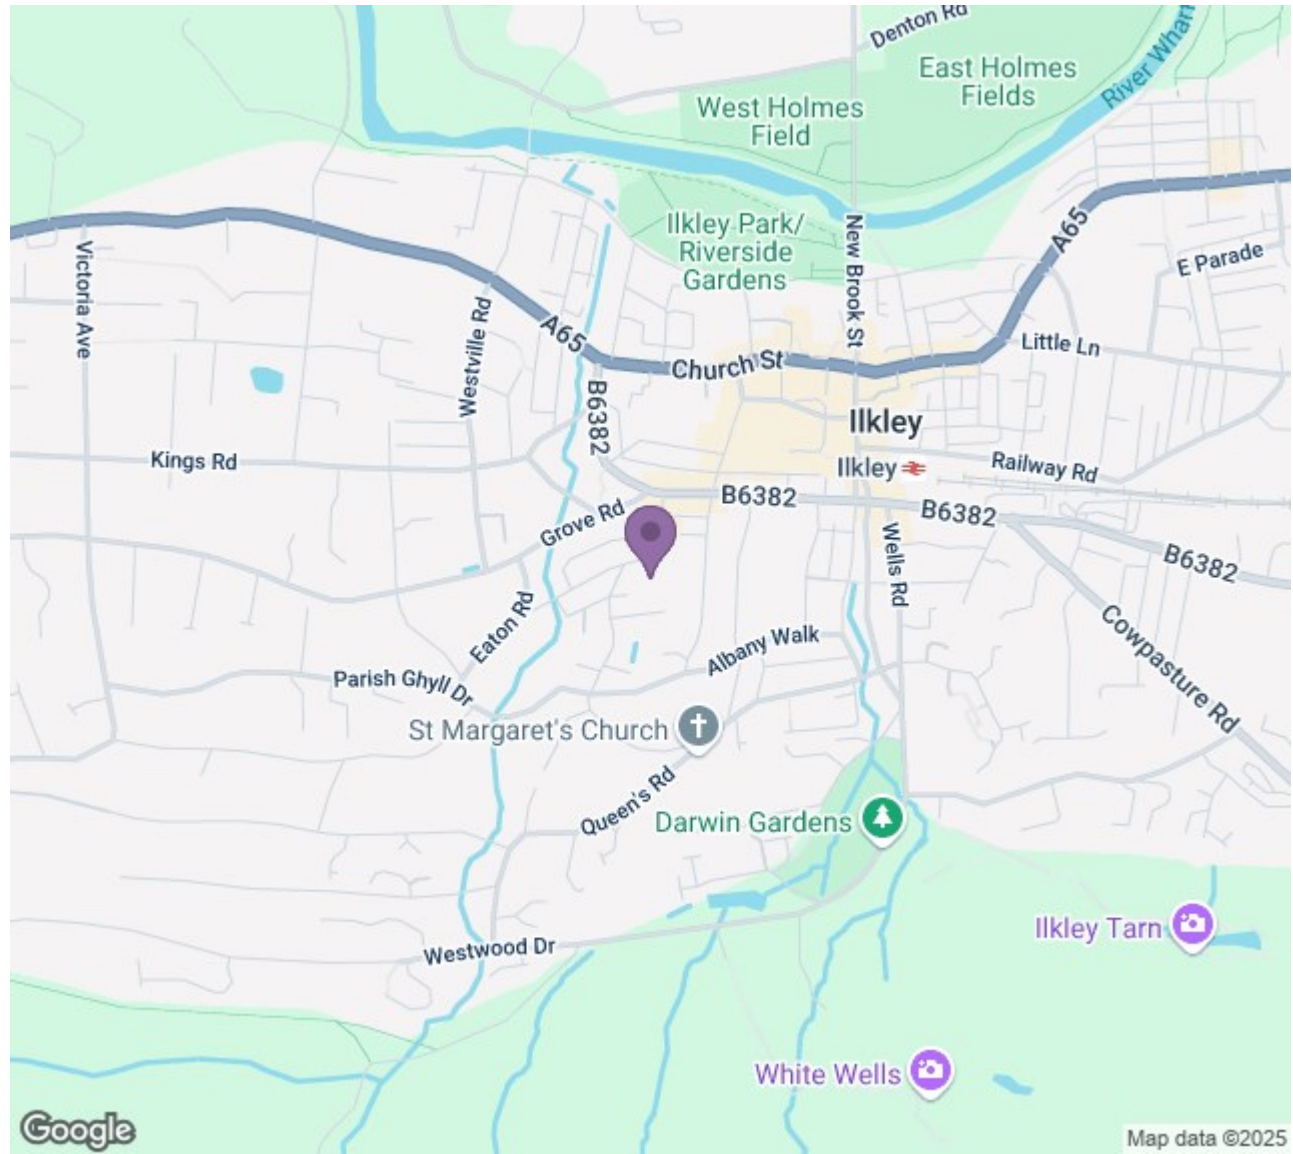 Denton Rd
East Holmes
Fields
River Wharf
West Holmes
Field
Ilkley Park/
Riverside
Gardens
New Brook St
A65
E Parade
Victoria Ave
Westville Rd
A65
Church St
Little Ln
B6382
Ilkley
Kings Rd
Ilkley
Railway Rd
B6382
B6382
Grove Rd
Wells Rd
B6382
Eaton Rd
Cowpasture Rd
Albany Walk
Parish Ghyll Dr
St Margaret's Church
Queen's Rd
Darwin Gardens
Ilkley Tarn
Westwood Dr
White Wells
Google
Map data ©2025